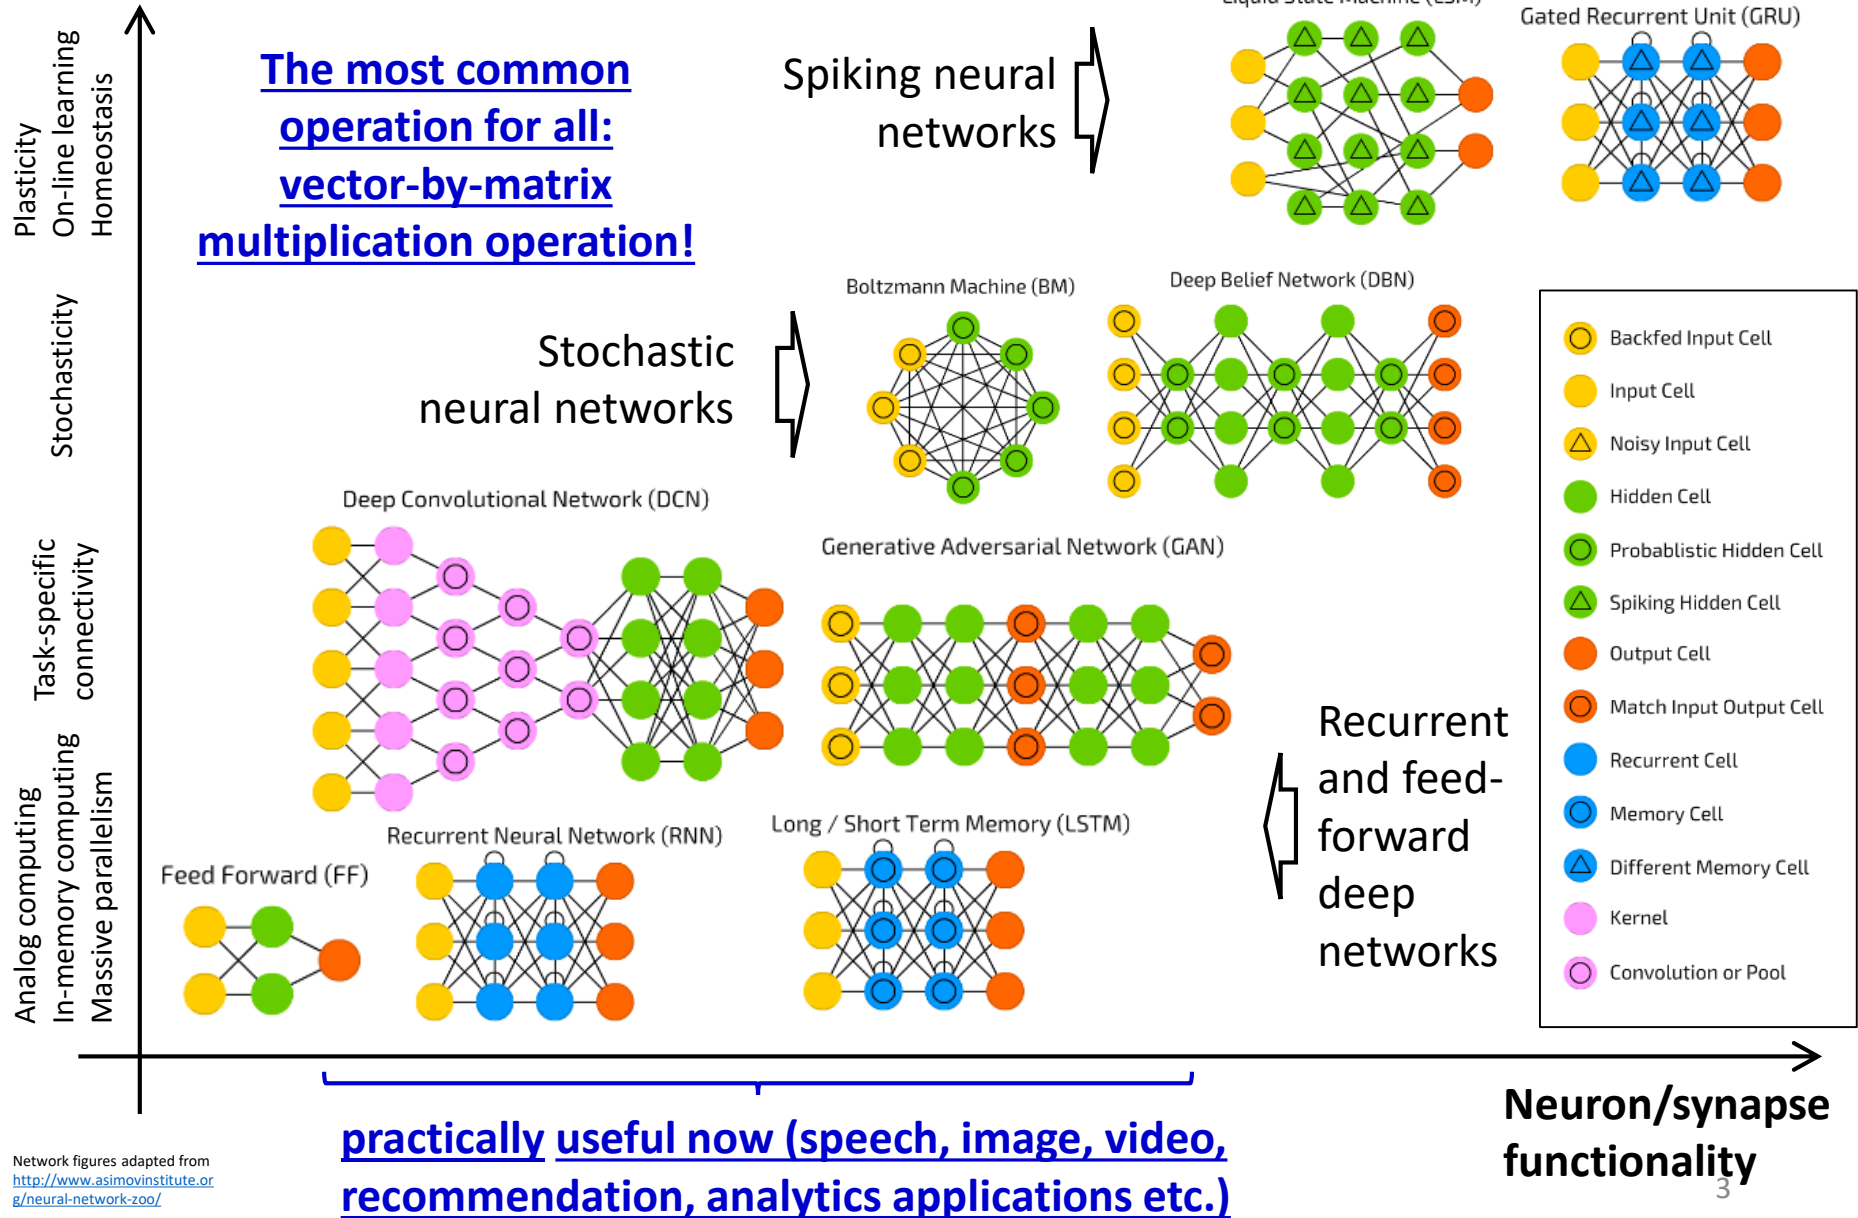 Liquid State Machine (LSM)
Gated Recurrent Unit (GRU)
Plasticity
On-line learning
Homeostasis
The most common
operation for all:
vector-by-matrix
multiplication operation!
Spiking neural
networks
Stochasticity
Stochastic
neural networks
Boltzmann Machine (BM)
Deep Belief Network (DBN)
Backfed Input Cell
Input Cell
Noisy Input Cell
Hidden Cell
Probablistic Hidden Cell
Spiking Hidden Cell
Output Cell
Match Input Output Cell
Recurrent Cell
Memory Cell
Different Memory Cell
Kernel
Convolution or Pool
Task-specific
connectivity
Deep Convolutional Network (DCN)
Generative Adversarial Network (GAN)
Recurrent
and feed-
forward
deep
networks
Analog computing
In-memory computing
Massive parallelism
Feed Forward (FF)
Recurrent Neural Network (RNN)
Long / Short Term Memory (LSTM)
Neuron/synapse
functionality
practically useful now (speech, image, video,
recommendation, analytics applications etc.)
Network figures adapted from
http://www.asimovinstitute.or
g/neural-network-zoo/
3